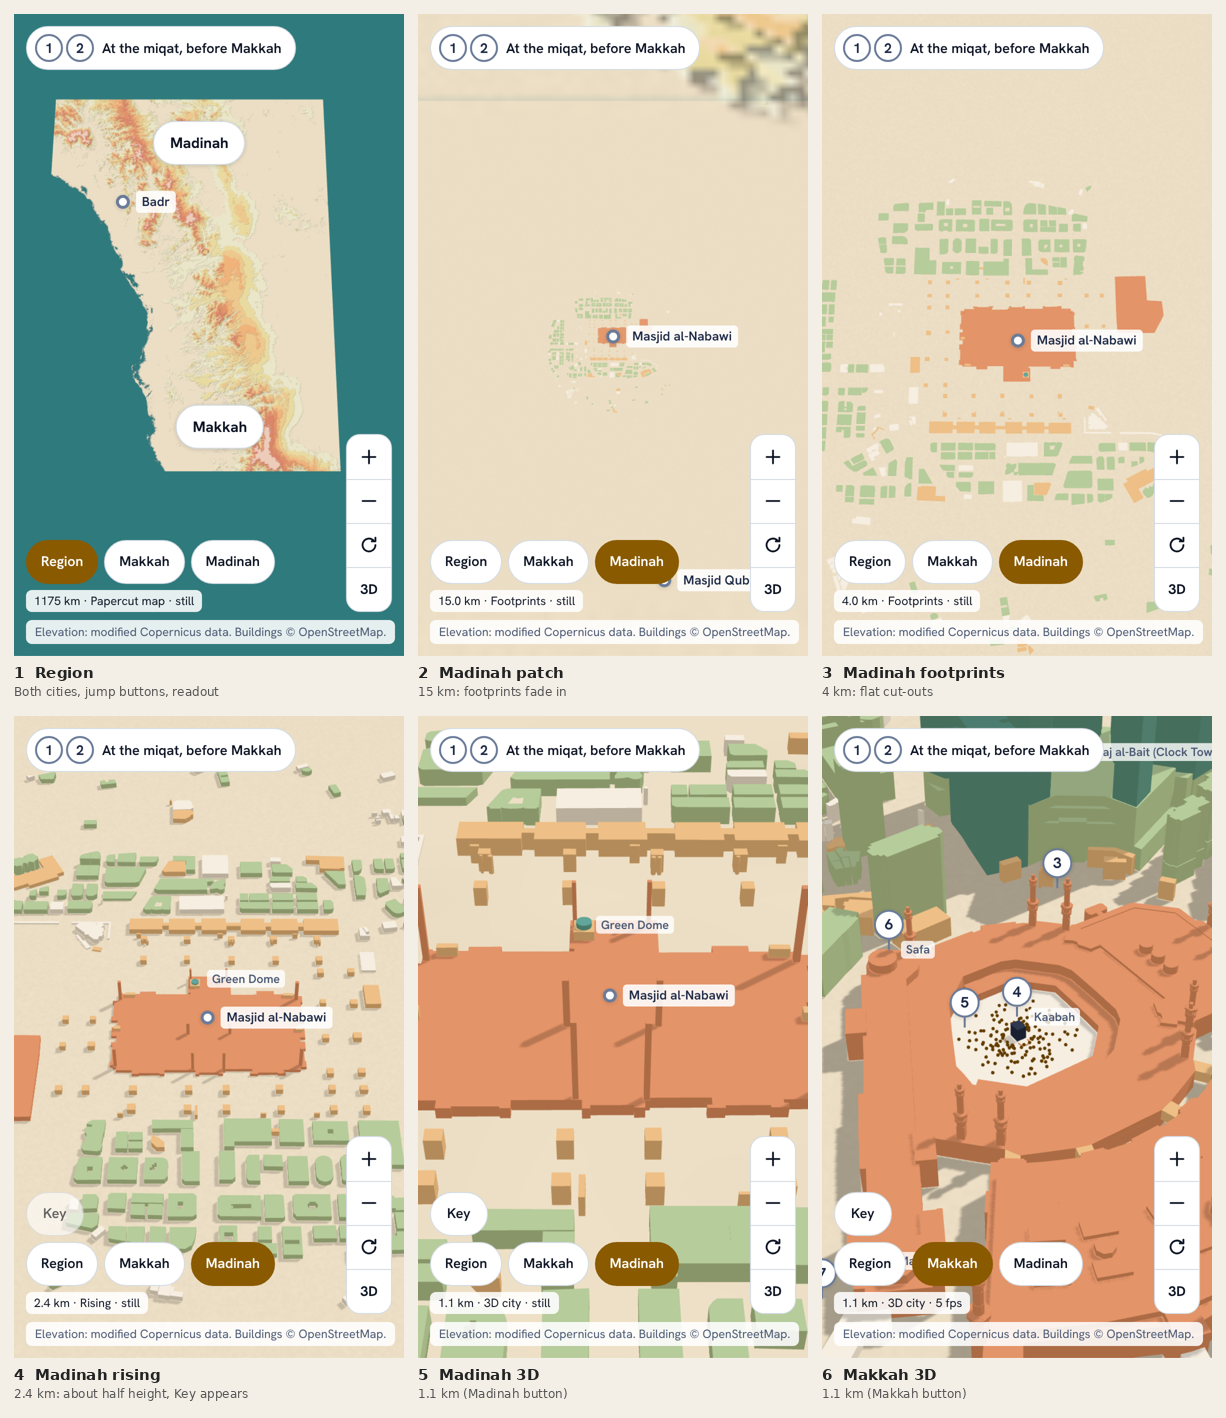 1 2 At the miqat, before Makkah
Madinah
Badr
Makkah
+
−
Region Makkah Madinah
3D
1175 km · Papercut map · still
Elevation: modified Copernicus data. Buildings © OpenStreetMap.
1 Region
Both cities, jump buttons, readout
1 2 At the miqat, before Makkah
Masjid al-Nabawi
+
−
Region Makkah Madinah
Masjid Qub
3D
15.0 km · Footprints · still
Elevation: modified Copernicus data. Buildings © OpenStreetMap.
2 Madinah patch
15 km: footprints fade in
1 2 At the miqat, before Makkah
Masjid al-Nabawi
+
−
Region Makkah Madinah
3D
4.0 km · Footprints · still
Elevation: modified Copernicus data. Buildings © OpenStreetMap.
3 Madinah footprints
4 km: flat cut-outs
1 2 At the miqat, before Makkah
Green Dome
Masjid al-Nabawi
+
−
Key
Region Makkah Madinah
3D
2.4 km · Rising · still
Elevation: modified Copernicus data. Buildings © OpenStreetMap.
4 Madinah rising
2.4 km: about half height, Key appears
1 2 At the miqat, before Makkah
Green Dome
Masjid al-Nabawi
+
−
Key
Region Makkah Madinah
3D
1.1 km · 3D city · still
Elevation: modified Copernicus data. Buildings © OpenStreetMap.
5 Madinah 3D
1.1 km (Madinah button)
1 2 At the miqat, before Makkah
aj al-Bait (Clock Tow
3
6
Safa
5
4
Kaabah
+
−
Key
7
Region Ma Makkah Madinah
3D
1.1 km · 3D city · 5 fps
Elevation: modified Copernicus data. Buildings © OpenStreetMap.
6 Makkah 3D
1.1 km (Makkah button)